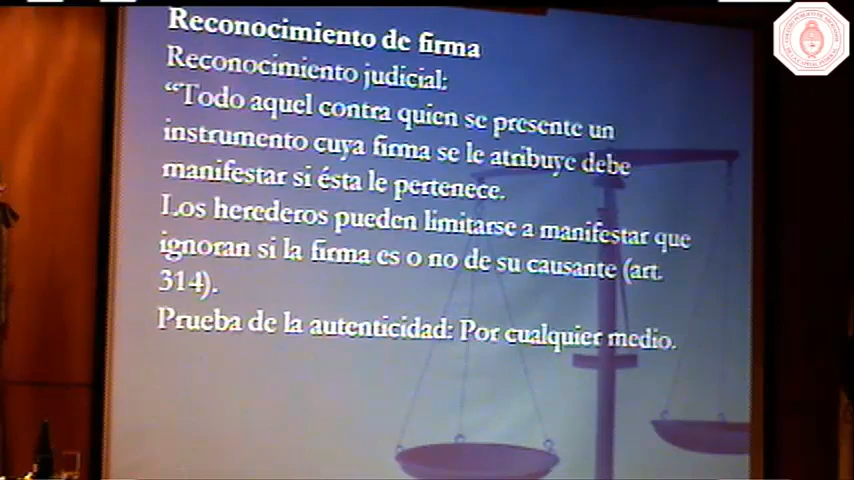 Reconocimiento de firma
Reconocimiento judicial:
“Todo aquel contra quien se presente un
instrumento cuya firma se le atribuye debe
manifestar si ésta le pertenece.
Los herederos pueden limitarse a manifestar que
ignoran si la firma es o no de su causante (art.
314).
Prueba de la autenticidad: Por cualquier medio.